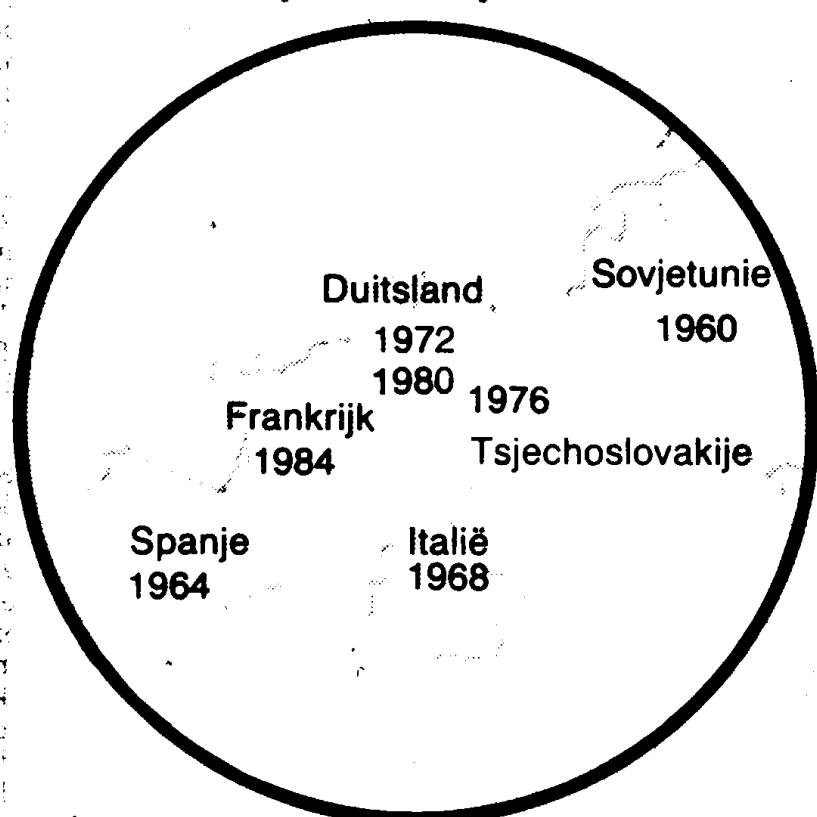 Duitsland
1972
1980
Sovjetunie
1960
Frankrijk
1984
1976
Tsjechoslovakije
Spanje
1964
Italië
1968